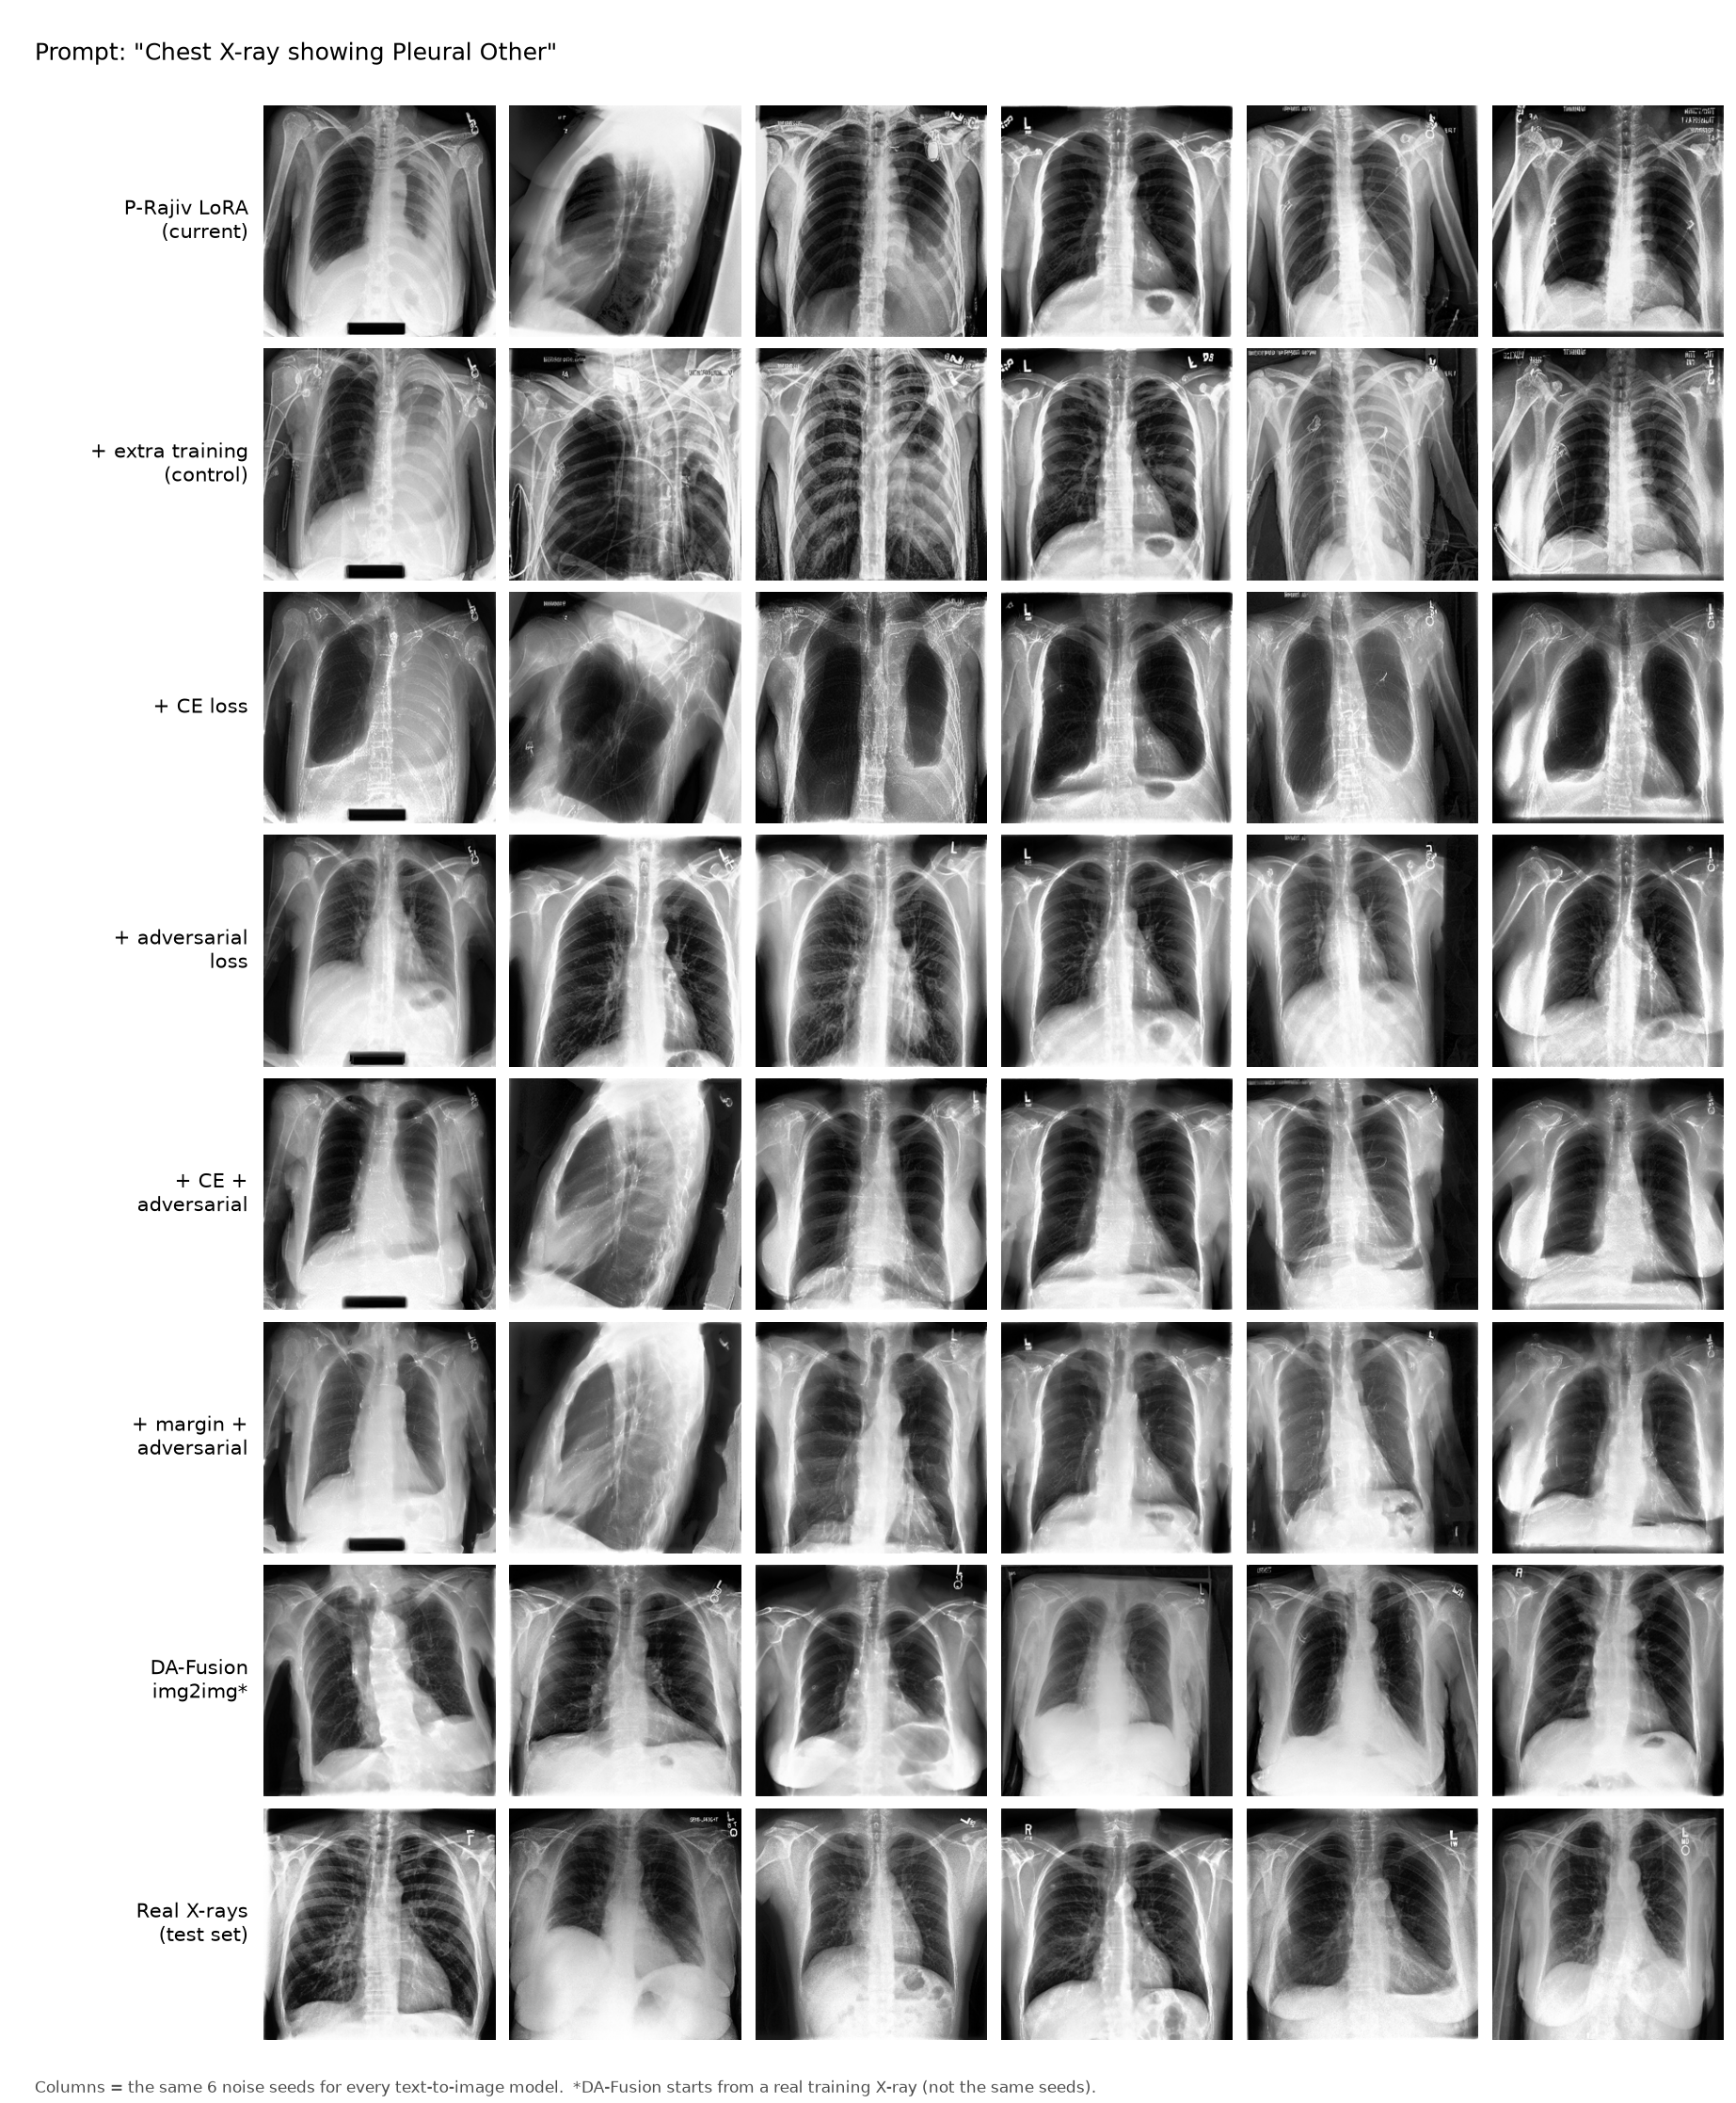 Prompt: "Chest X-ray showing Pleural Other"
P-Rajiv LoRA
(current)
L
+ extra training
(control)
L
L DS
+ CE loss
L
+ adversarial
loss
L
L
+ CE +
adversarial
L
+ margin +
adversarial
DA-Fusion
img2img*
L
R
Real X-rays
(test set)
R
L
L
Columns = the same 6 noise seeds for every text-to-image model. *DA-Fusion starts from a real training X-ray (not the same seeds).